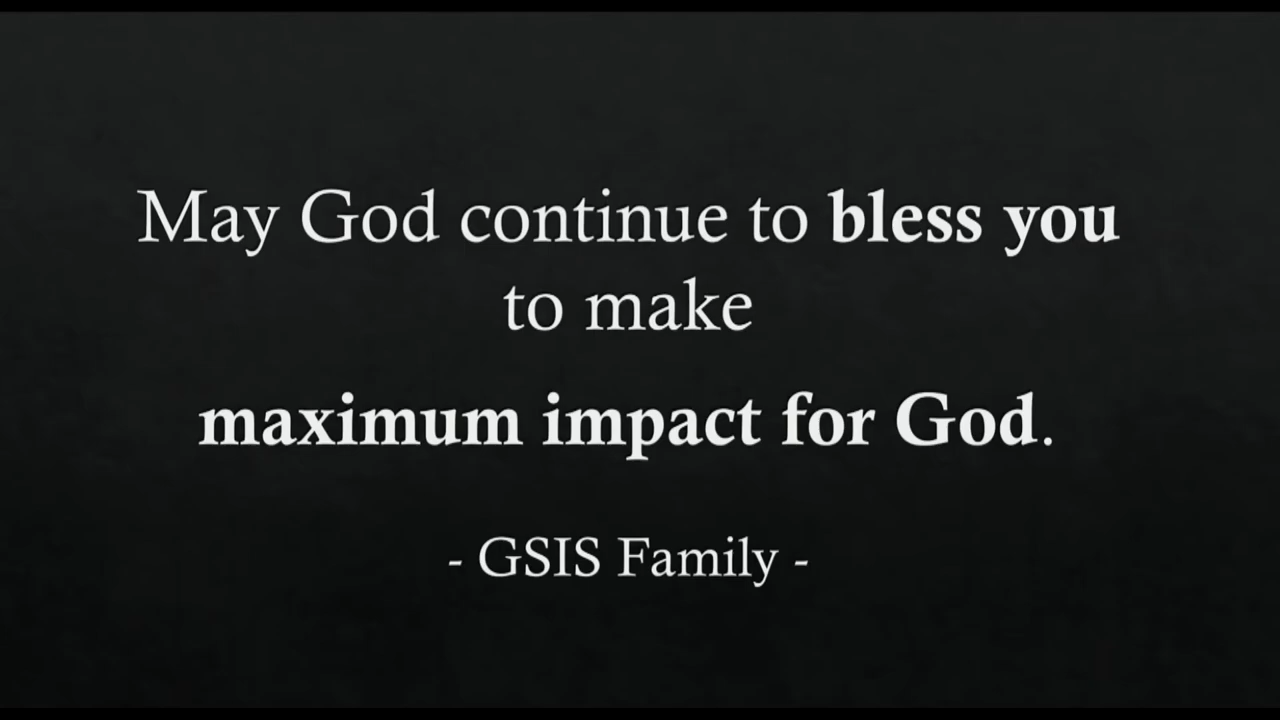 May God continue to bless you
to make
maximum impact for God.
- GSIS Family -